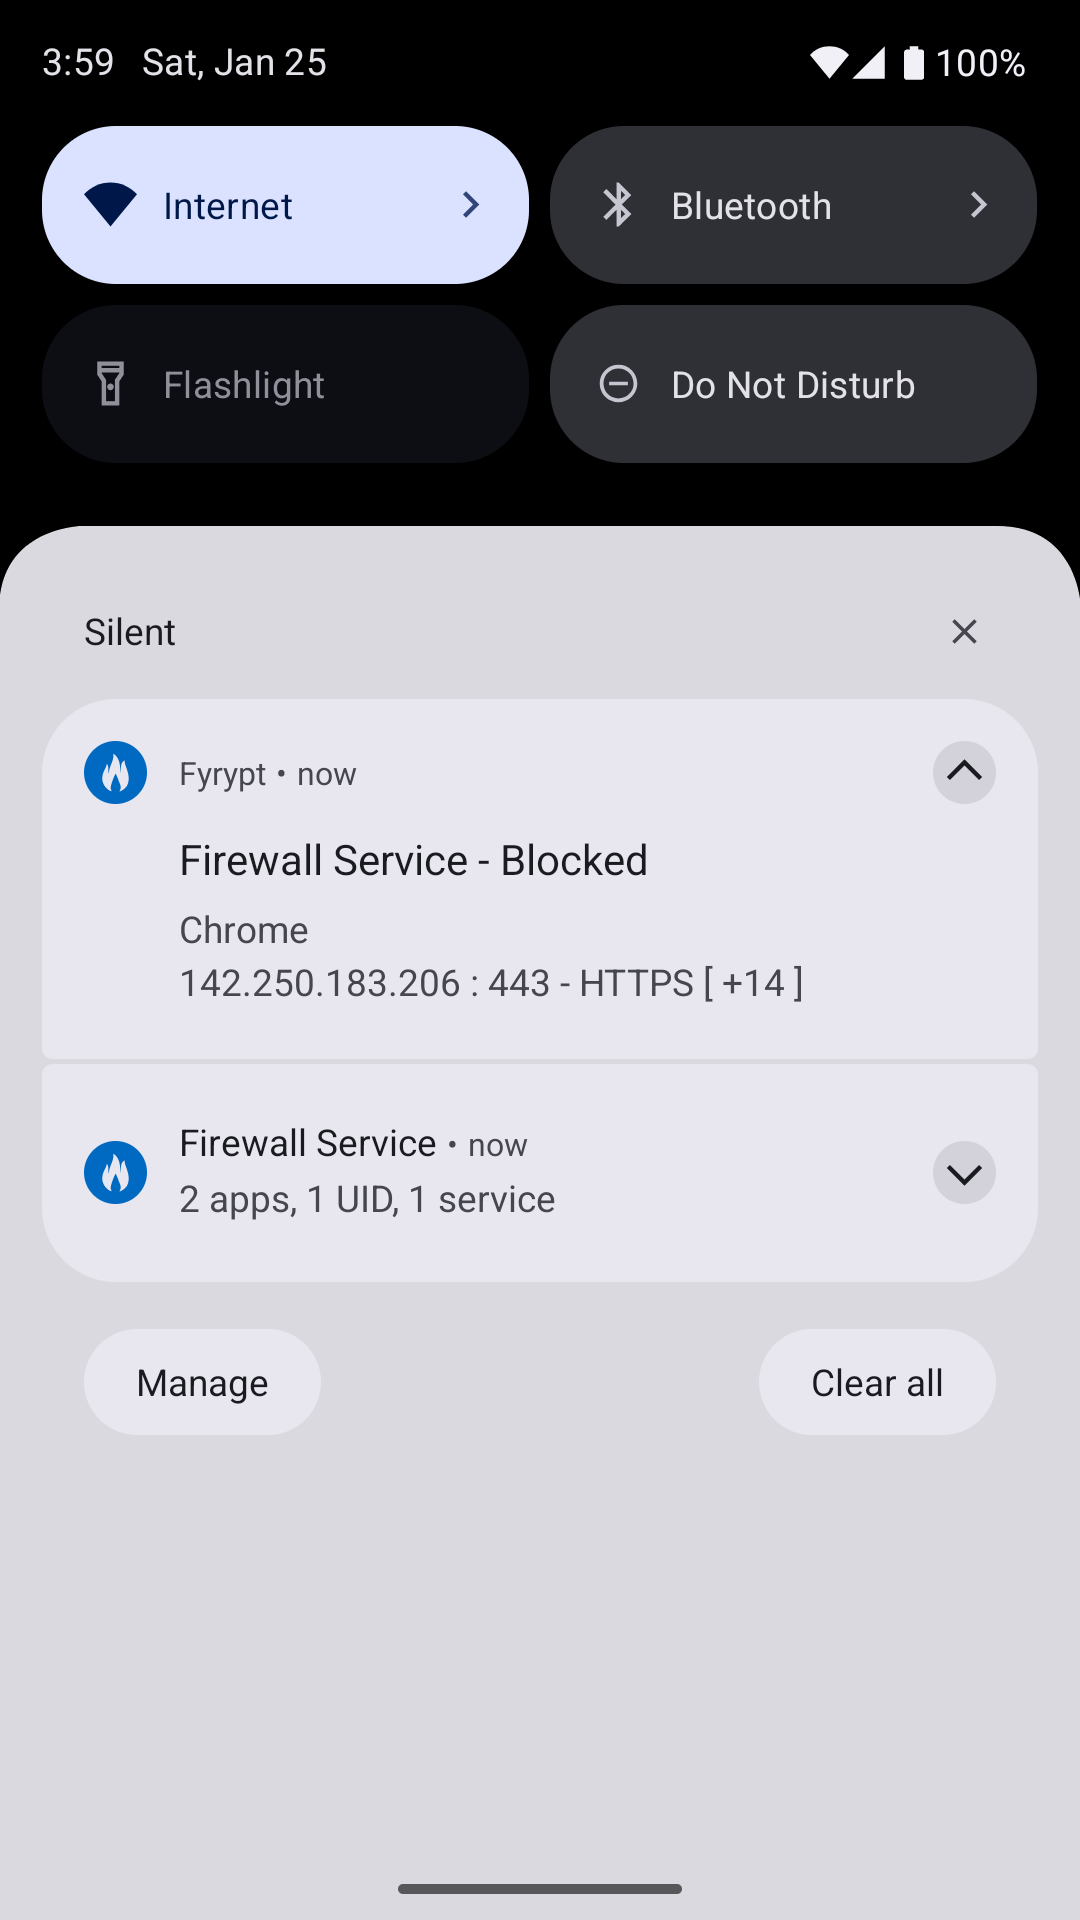 3:59 Sat, Jan 25 100%
Internet
Bluetooth
Flashlight
Do Not Disturb
Silent
Fyrypt • now
Firewall Service - Blocked
Chrome
142.250.183.206 : 443 - HTTPS [ +14 ]
Firewall Service • now
2 apps, 1 UID, 1 service
Manage
Clear all